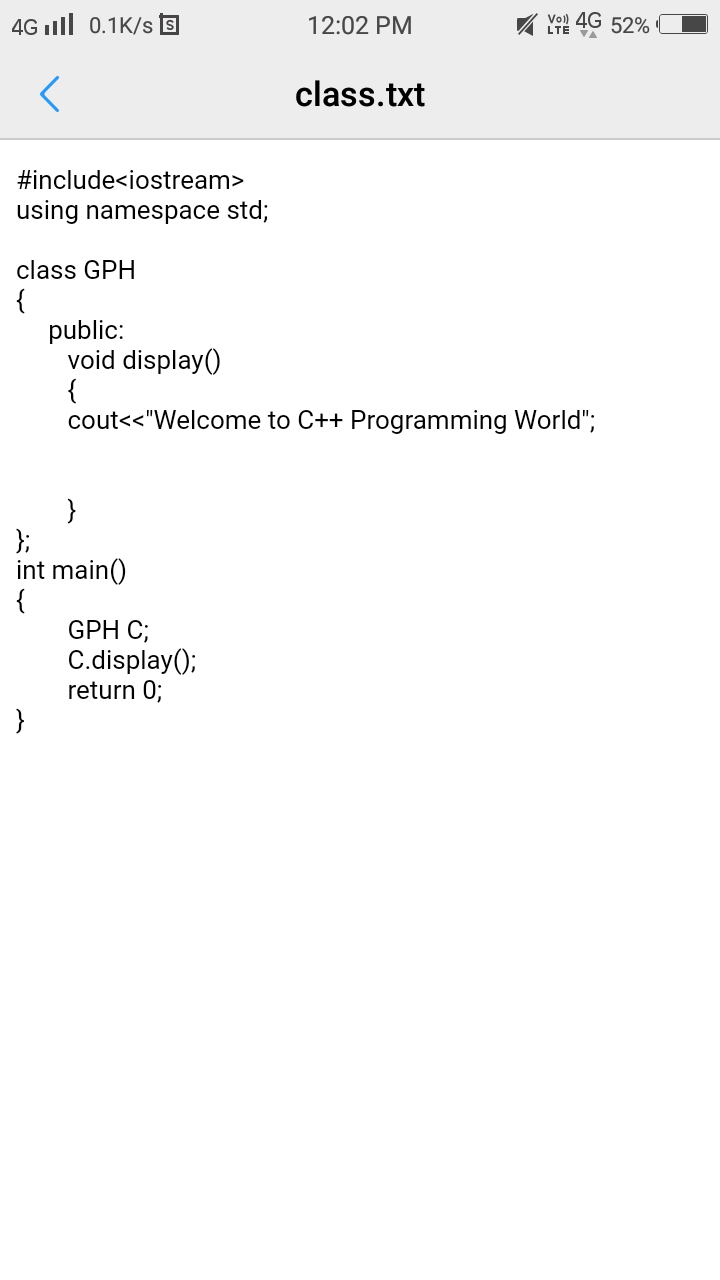 4G 0.1K/s S 12:02 PM Vo)) LTE 4G 52%
class.txt
#include<iostream>
using namespace std;
class GPH
{
public:
void display()
{
cout<<"Welcome to C++ Programming World";
}
};
int main()
{
GPH C;
C.display();
return 0;
}